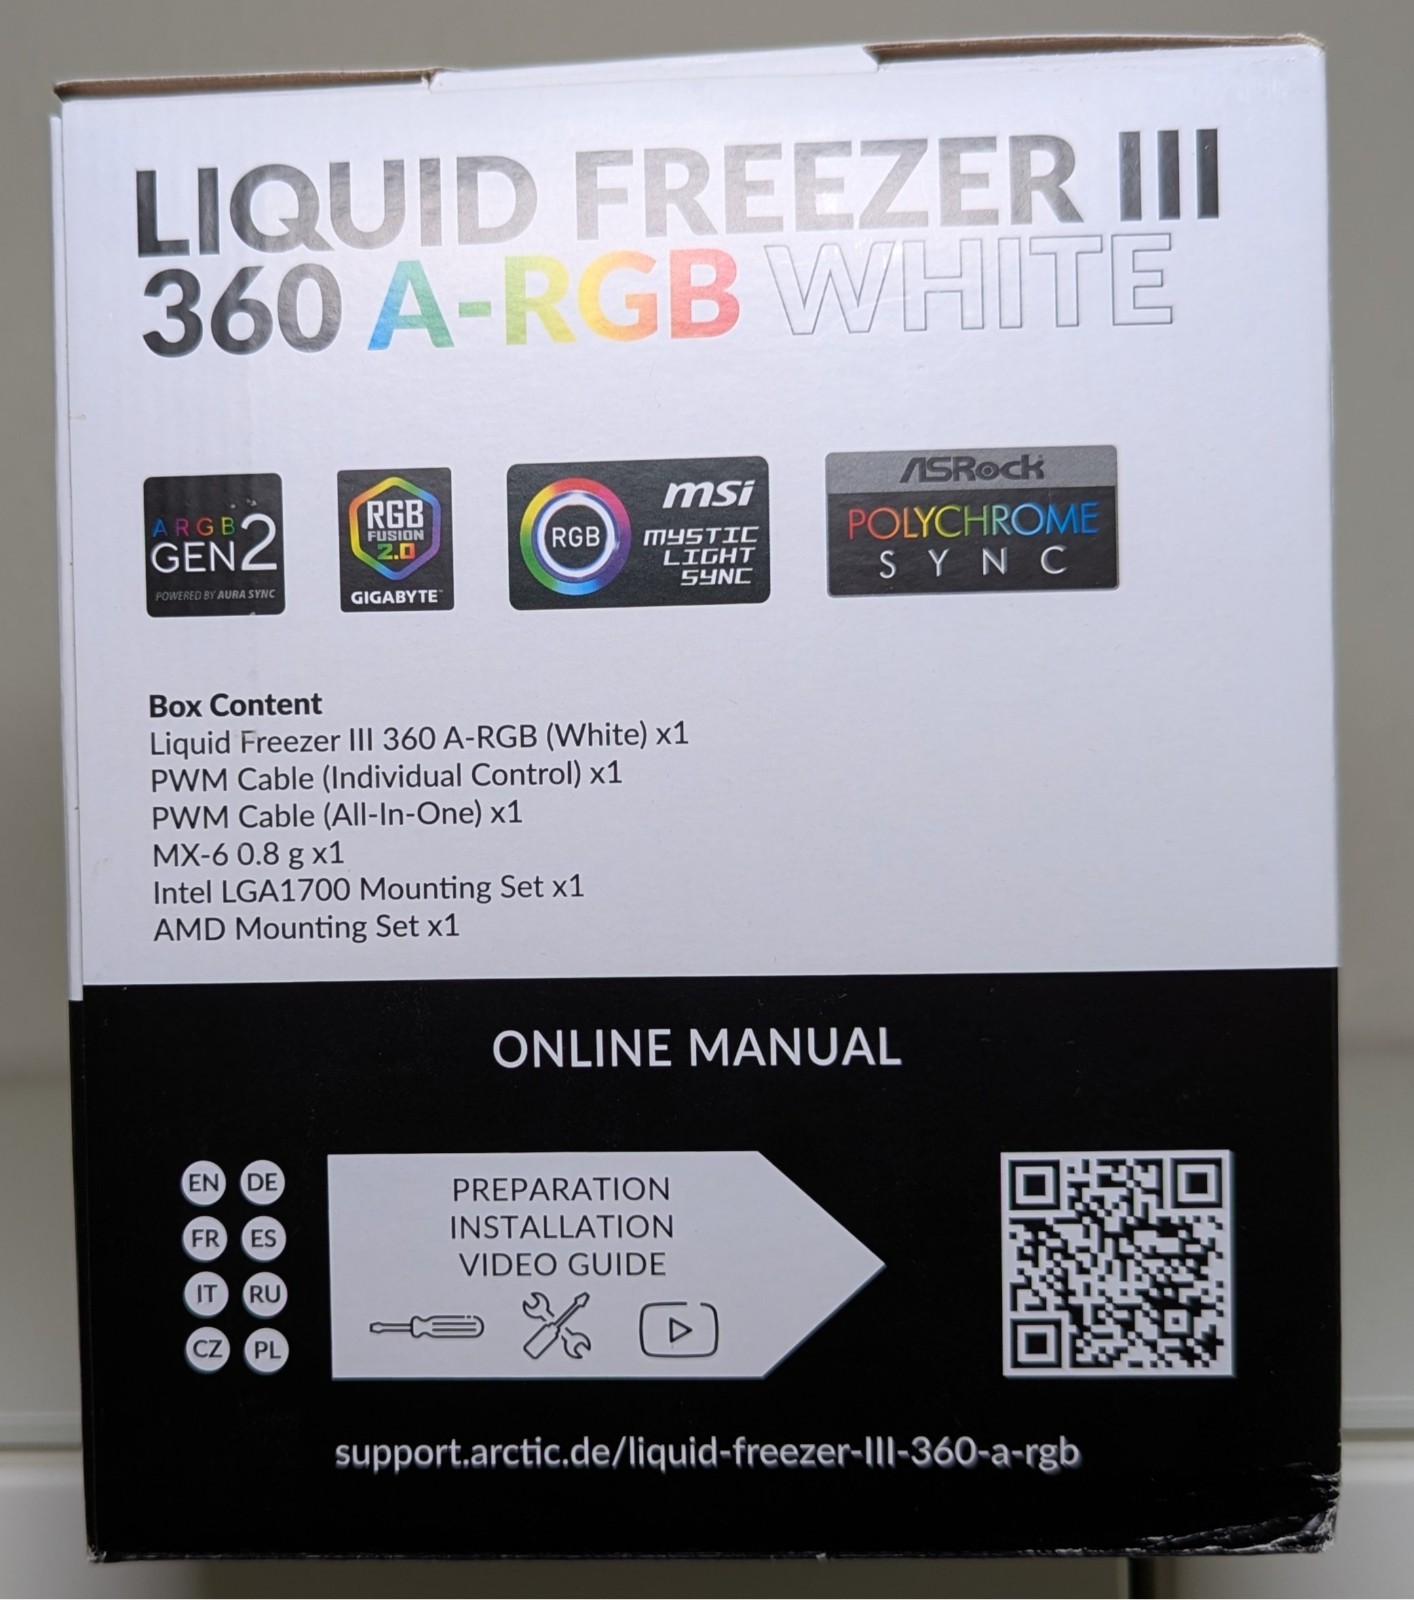 LIQUID FREEZER III
360 A-RGB WHITE
ARGB
GEN2
POWERED BY AURA SYNC
RGB
FUSION
2.0
GIGABYTE™
RGB
msi
MYSTIC
LIGHT
SYNC
ASRock
POLYCHROME
SYNC
Box Content
Liquid Freezer III 360 A-RGB (White) x1
PWM Cable (Individual Control) x1
PWM Cable (All-In-One) x1
MX-6 0.8 g x1
Intel LGA1700 Mounting Set x1
AMD Mounting Set x1
ONLINE MANUAL
EN DE
FR ES
IT RU
CZ PL
PREPARATION
INSTALLATION
VIDEO GUIDE
support.arctic.de/liquid-freezer-III-360-a-rgb